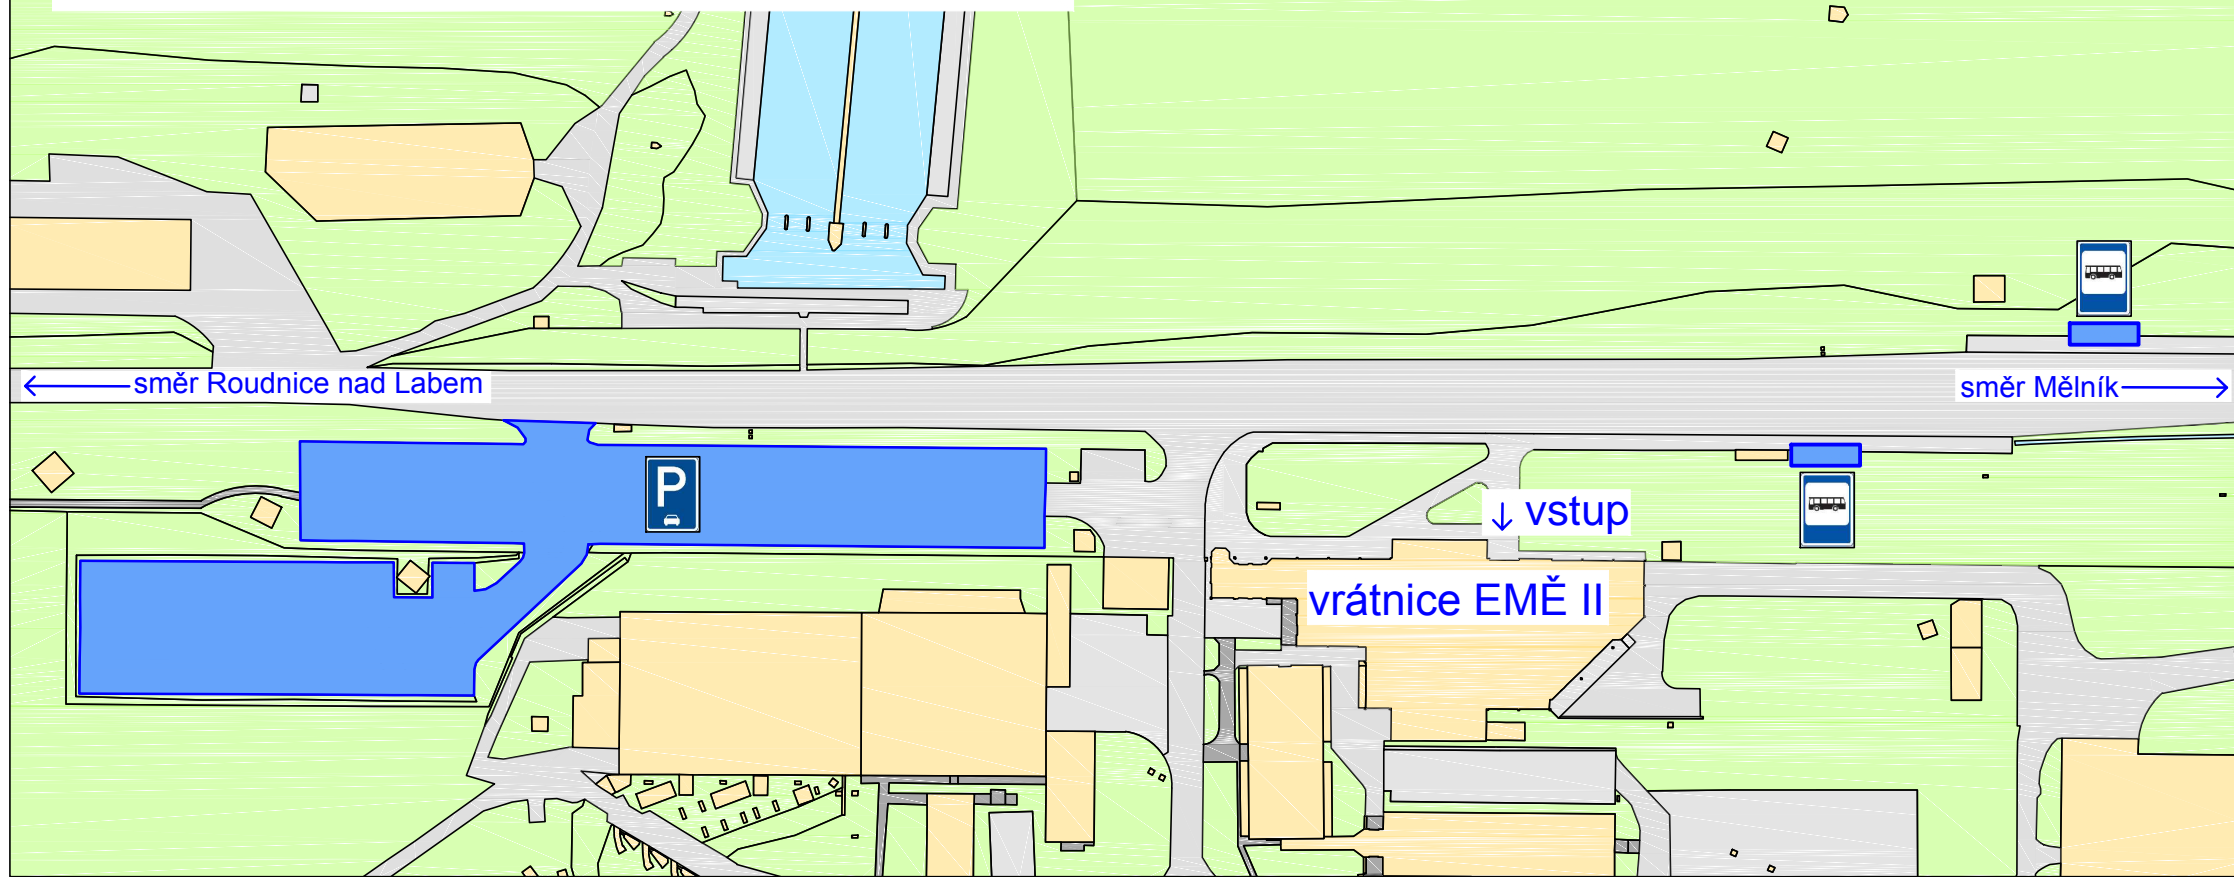 směr Roudnice nad Labem
směr Mělník
P
vstup
vrátnice EMĚ II